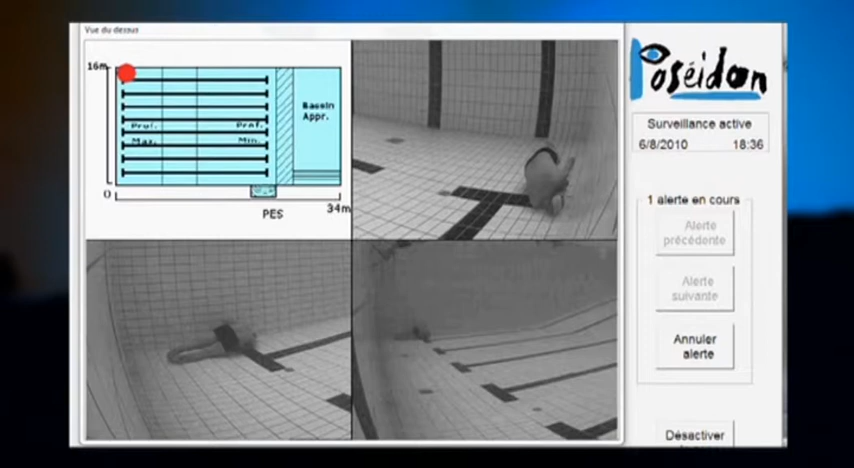 Vue du dessus
16m
Bassin
Appr.
Prof. Prof.
Max. Min.
0
34m
PES
Poséidon
Surveillance active
6/8/2010 18:36
1 alerte en cours
Alerte
précédente
Alerte
suivante
Annuler
alerte
Désactiver